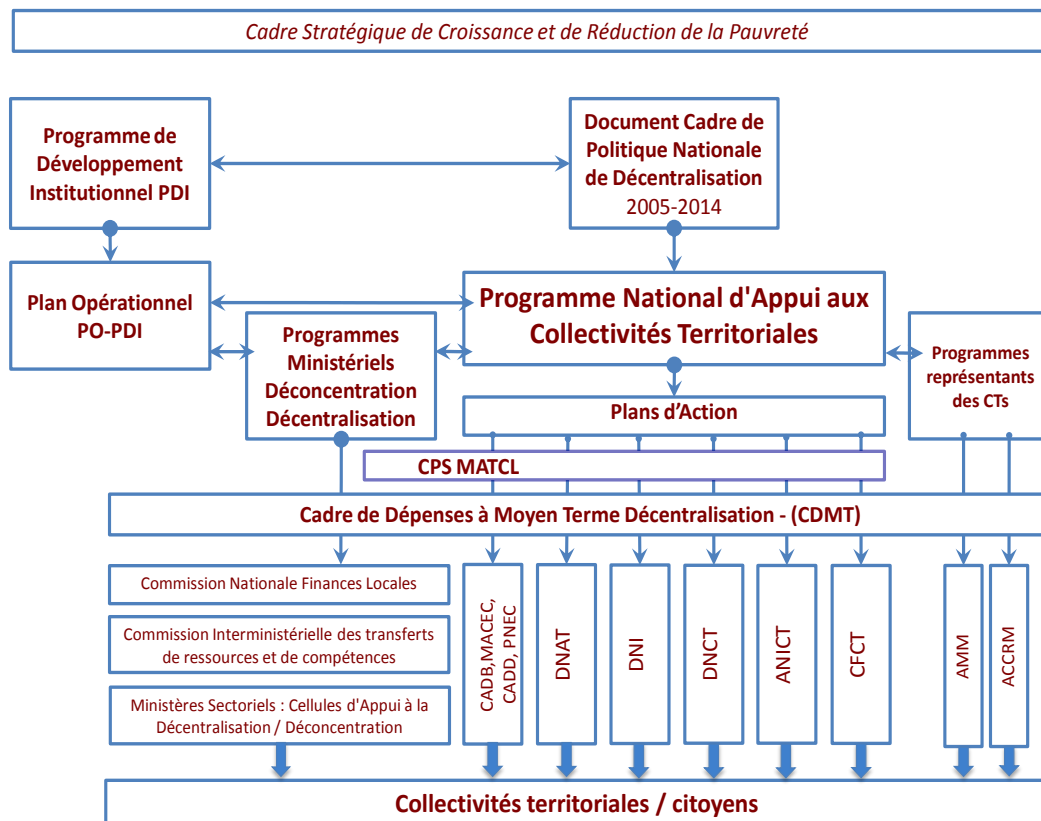 Cadre Stratégique de Croissance et de Réduction de la Pauvreté
Programme de
Développement
Institutionnel PDI
Document Cadre de
Politique Nationale
de Décentralisation
2005-2014
Plan Opérationnel
PO-PDI
Programmes
Ministériels
Déconcentration
Décentralisation
Programme National d'Appui aux
Collectivités Territoriales
Programmes
représentants
des CTs
Plans d’Action
CPS MATCL
Cadre de Dépenses à Moyen Terme Décentralisation - (CDMT)
Commission Nationale Finances Locales
Commission Interministérielle des transferts
de ressources et de compétences
Ministères Sectoriels : Cellules d'Appui à la
Décentralisation / Déconcentration
CADB,MACEC,
CADD, PNEC
DNAT
DNI
DNCT
ANICT
CFCT
AMM
ACCRM
Collectivités territoriales / citoyens